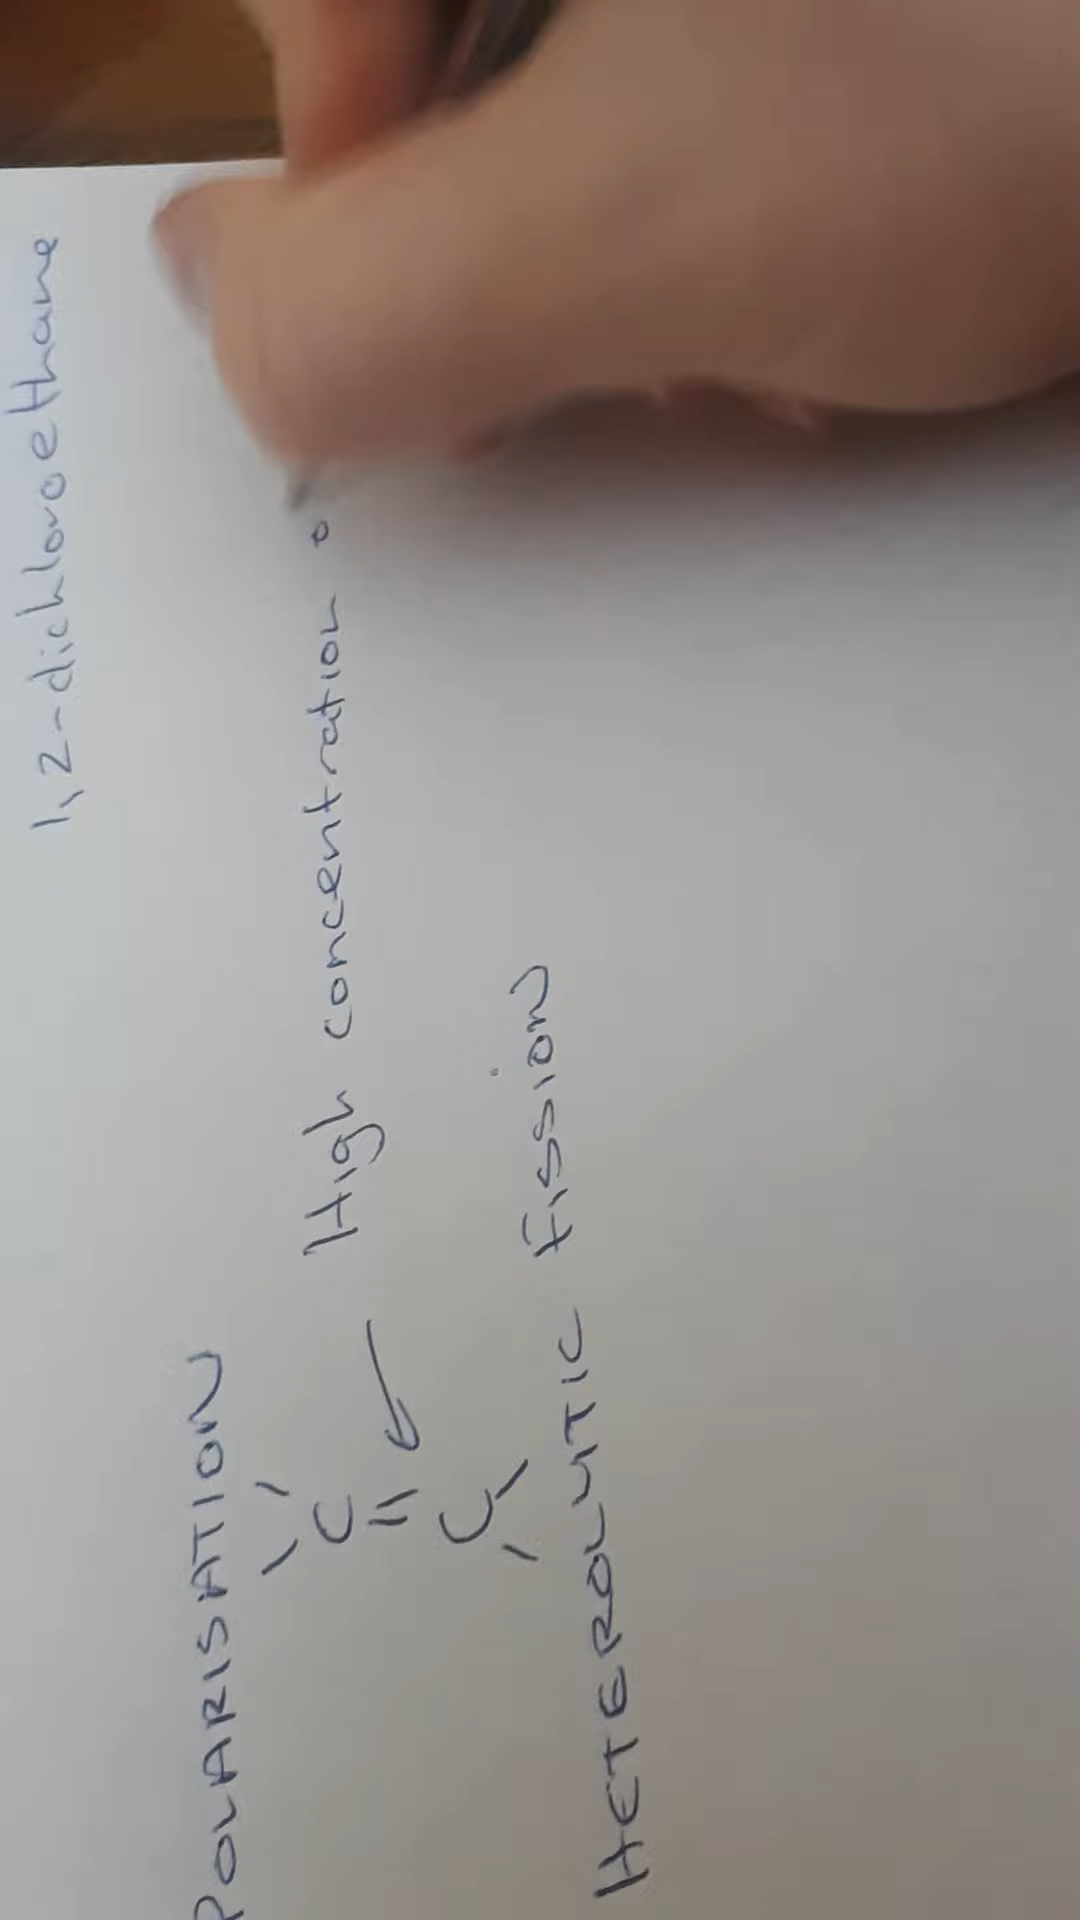 1,2-dichloroethane
POLARISATION
High concentration
C
=
C
HETEROLYTIC FISSION